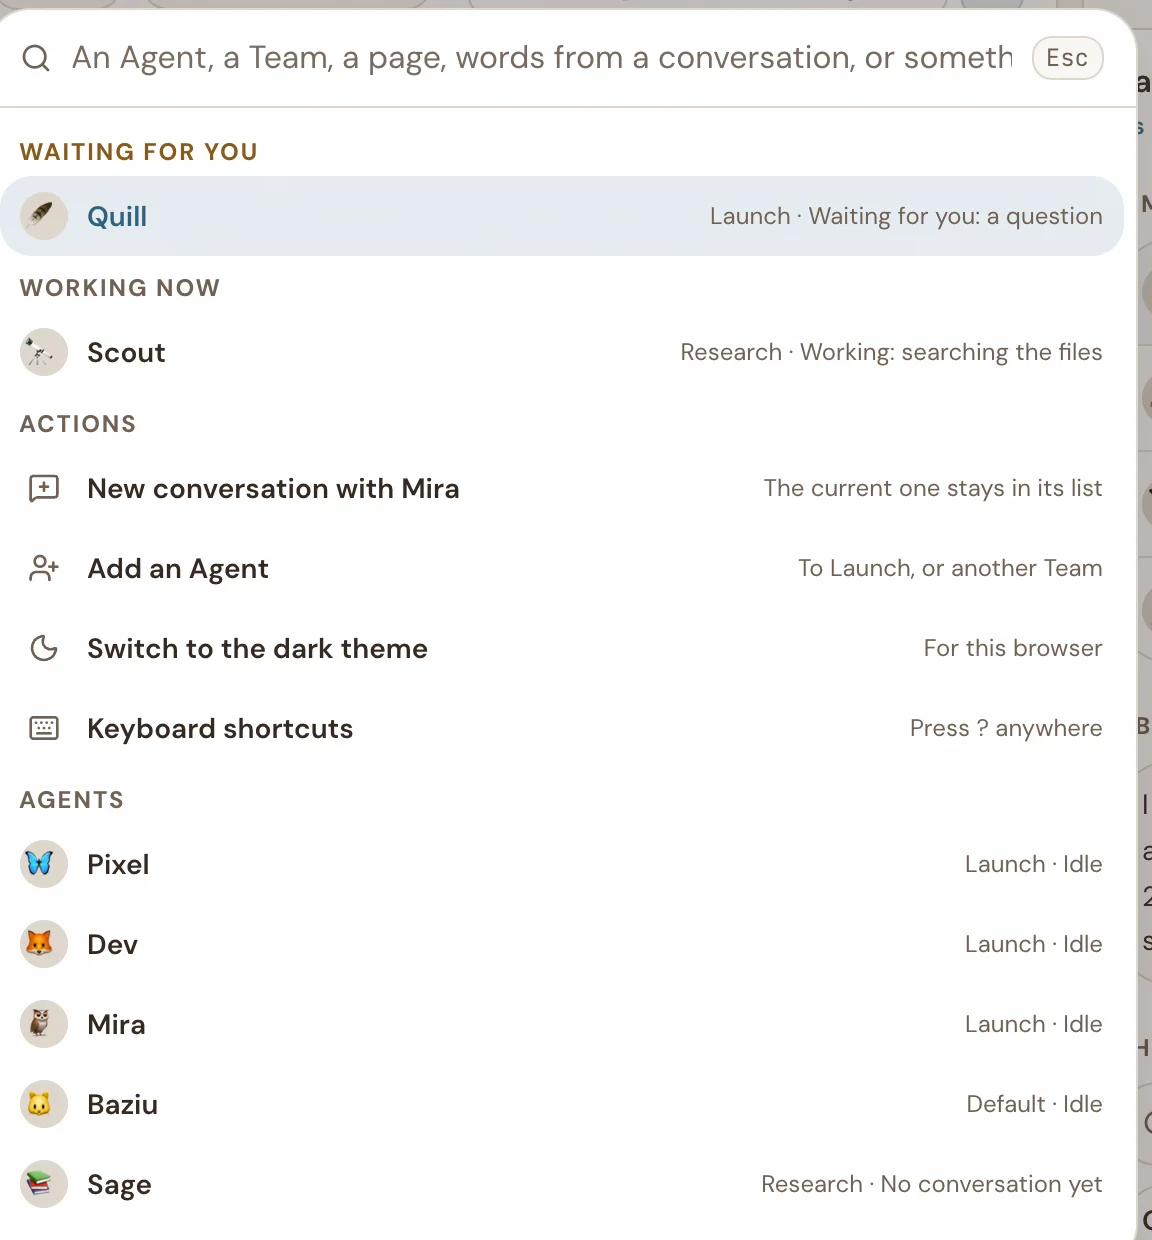 An Agent, a Team, a page, words from a conversation, or someth
Esc
WAITING FOR YOU
Quill
Launch · Waiting for you: a question
WORKING NOW
Scout
Research · Working: searching the files
ACTIONS
New conversation with Mira
The current one stays in its list
Add an Agent
To Launch, or another Team
Switch to the dark theme
For this browser
Keyboard shortcuts
Press ? anywhere
AGENTS
Pixel
Launch · Idle
Dev
Launch · Idle
Mira
Launch · Idle
Baziu
Default · Idle
Sage
Research · No conversation yet